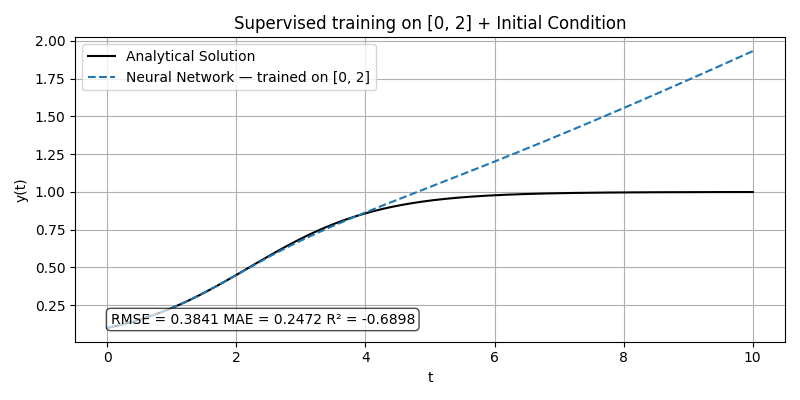 Supervised training on [0, 2] + Initial Condition
Analytical Solution
Neural Network — trained on [0, 2]
y(t)
2.00
1.75
1.50
1.25
1.00
0.75
0.50
0.25
RMSE = 0.3841 MAE = 0.2472 R² = -0.6898
0 2 4 6 8 10
t